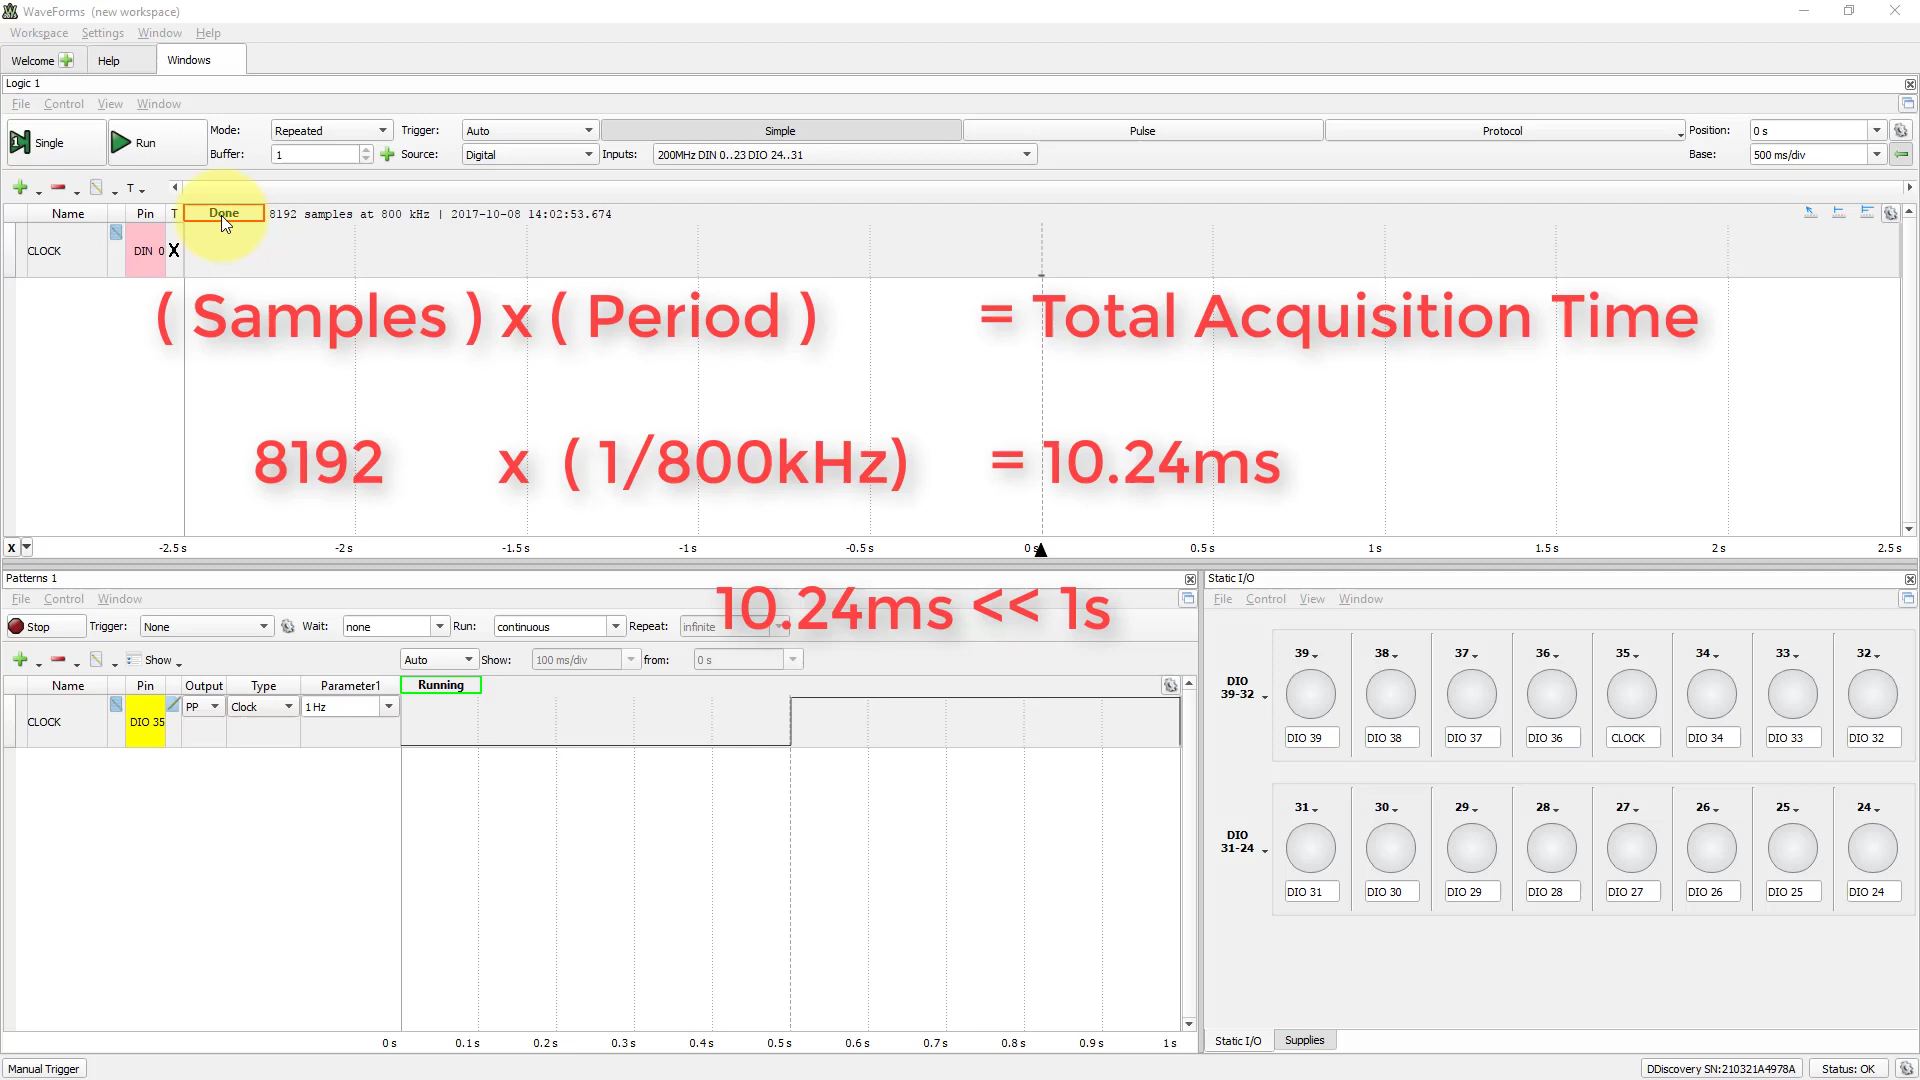 WaveForms (new workspace)
Workspace Settings Window Help
Welcome Help Windows
Logic 1
File Control View Window
Single Run Mode: Repeated Trigger: Auto Simple Pulse Protocol Position: 0 s
Buffer: 1 Source: Digital Inputs: 200MHz DIN 0..23 DIO 24..31 Base: 500 ms/div
T
Name Pin T Done 8192 samples at 800 kHz | 2017-10-08 14:02:53.674
CLOCK DIN 0 X
( Samples ) x ( Period ) = Total Acquisition Time
8192 x ( 1/800kHz) = 10.24ms
X -2.5 s -2 s -1.5 s -1 s -0.5 s 0 s 0.5 s 1 s 1.5 s 2 s 2.5 s
Patterns 1
File Control Window
10.24ms << 1s
Stop Trigger: None Wait: none Run: continuous Repeat: infinite
Show Auto Show: 100 ms/div from: 0 s
Name Pin Output Type Parameter1 Running
CLOCK DIO 35 PP Clock 1 Hz
0 s 0.1 s 0.2 s 0.3 s 0.4 s 0.5 s 0.6 s 0.7 s 0.8 s 0.9 s 1 s
Static I/O
File Control View Window
39 38 37 36 35 34 33 32
DIO
39-32
DIO 39 DIO 38 DIO 37 DIO 36 CLOCK DIO 34 DIO 33 DIO 32
31 30 29 28 27 26 25 24
DIO
31-24
DIO 31 DIO 30 DIO 29 DIO 28 DIO 27 DIO 26 DIO 25 DIO 24
Static I/O Supplies
Manual Trigger DDiscovery SN:210321A4978A Status: OK